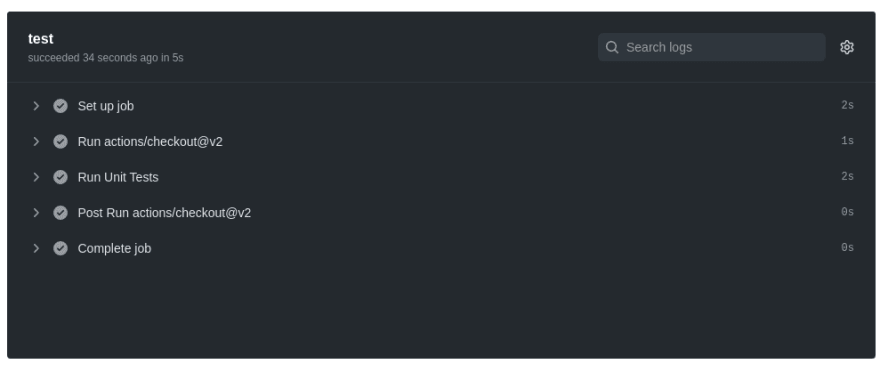 test
succeeded 34 seconds ago in 5s
Search logs
Set up job 2s
Run actions/checkout@v2 1s
Run Unit Tests 2s
Post Run actions/checkout@v2 0s
Complete job 0s